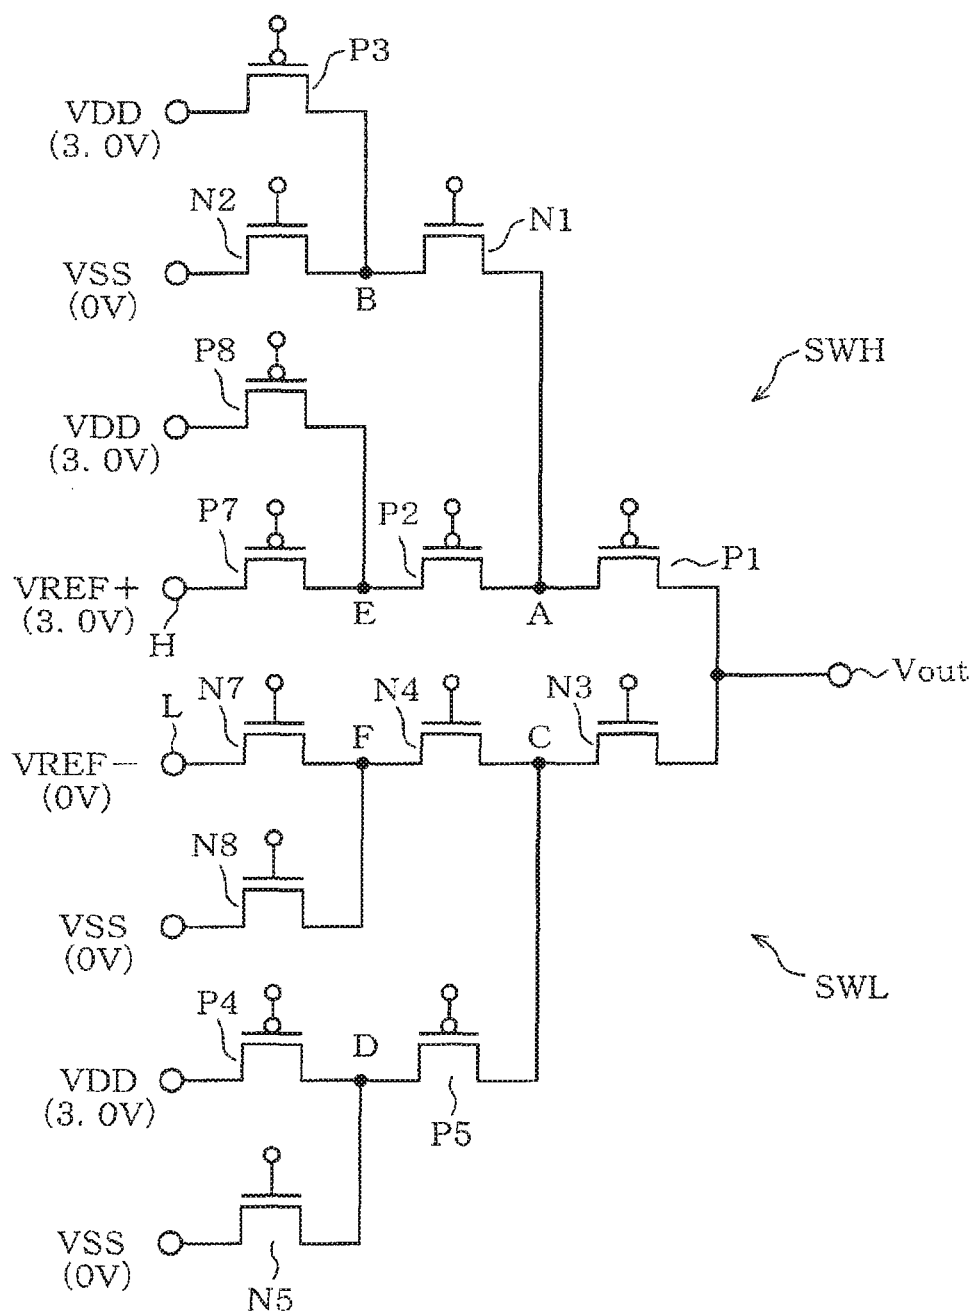 P3
VDD
(3. 0V)
N2
N1
VSS
(0V)
B
P8
SWH
VDD
(3. 0V)
P7
P2
P1
VREF+
(3. 0V)
E
A
H
Vout
L
N7
N4
N3
F
C
VREF−
(0V)
N8
VSS
(0V)
SWL
P4
D
VDD
(3. 0V)
P5
VSS
(0V)
N5